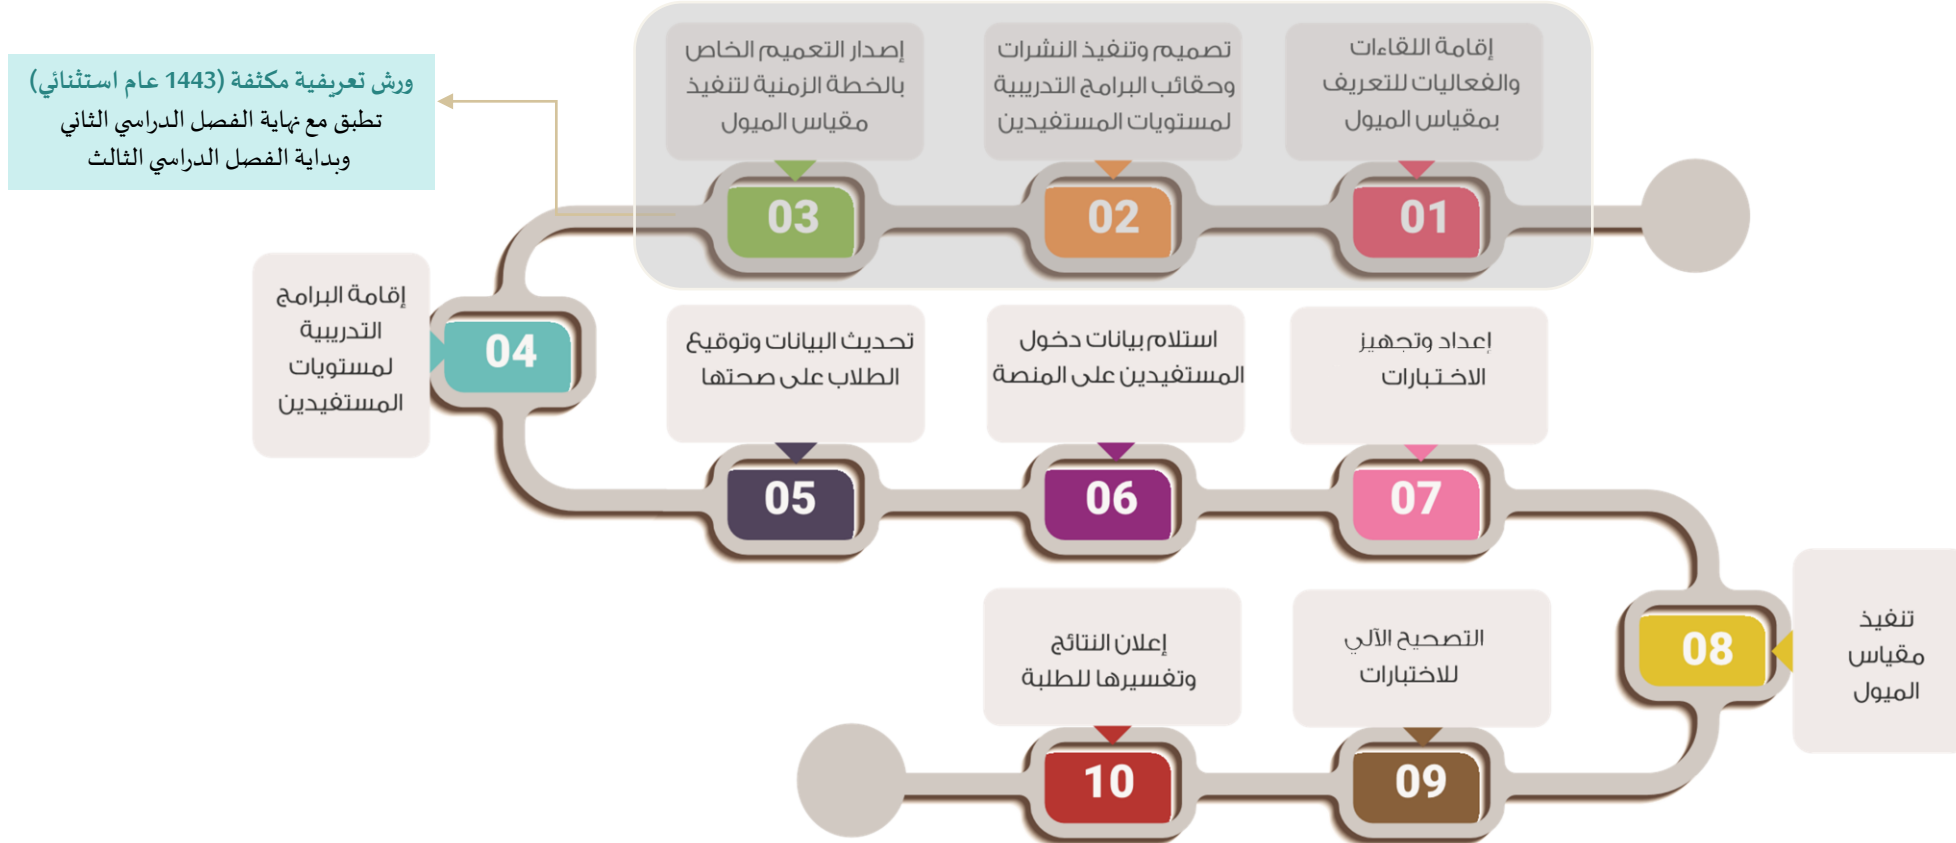 إقامة اللقاءات
والفعاليات للتعريف
بمقياس الميول
01
تصميم وتنفيذ النشرات
وحقائب البرامج التدريبية
لمستويات المستفيدين
02
إصدار التعميم الخاص
بالخطة الزمنية لتنفيذ
مقياس الميول
03
ورش تعريفية مكثفة (1443 عام استثنائي)
تطبق مع نهاية الفصل الدراسي الثاني
وبداية الفصل الدراسي الثالث
إقامة البرامج
التدريبية
لمستويات
المستفيدين
04
تحديث البيانات وتوقيع
الطلاب على صحتها
05
استلام بيانات دخول
المستفيدين على المنصة
06
إعداد وتجهيز
الاختبارات
07
تنفيذ
مقياس
الميول
08
التصحيح الآلي
للاختبارات
09
إعلان النتائج
وتفسيرها للطلبة
10